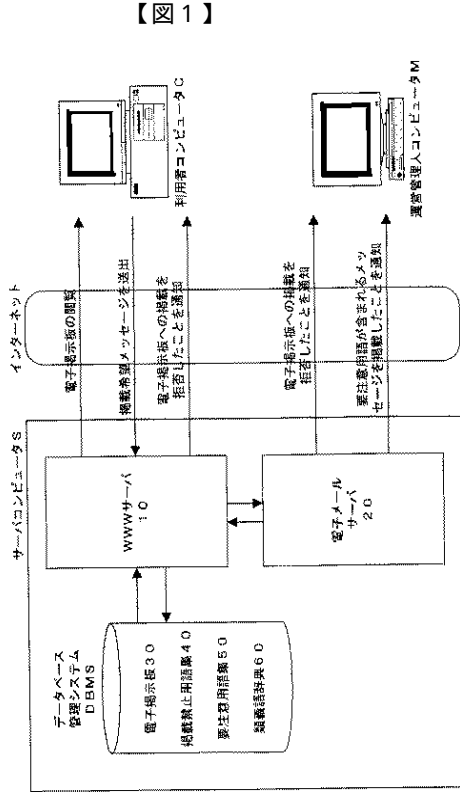 【図1】
サーバコンピュータS
データベース
管理システム
DBMS
電子掲示板30
掲載禁止用語集40
要注意用語集50
類義語辞典60
WWWサーバ
10
電子メール
サーバ
20
インターネット
電子掲示板の閲覧
掲載希望メッセージを送出
電子掲示板への掲載を
拒否したことを通知
電子掲示板への掲載を
拒否したことを通知
要注意用語が含まれるメッ
セージを掲載したことを通知
利用者コンピュータC
運営管理人コンピュータM